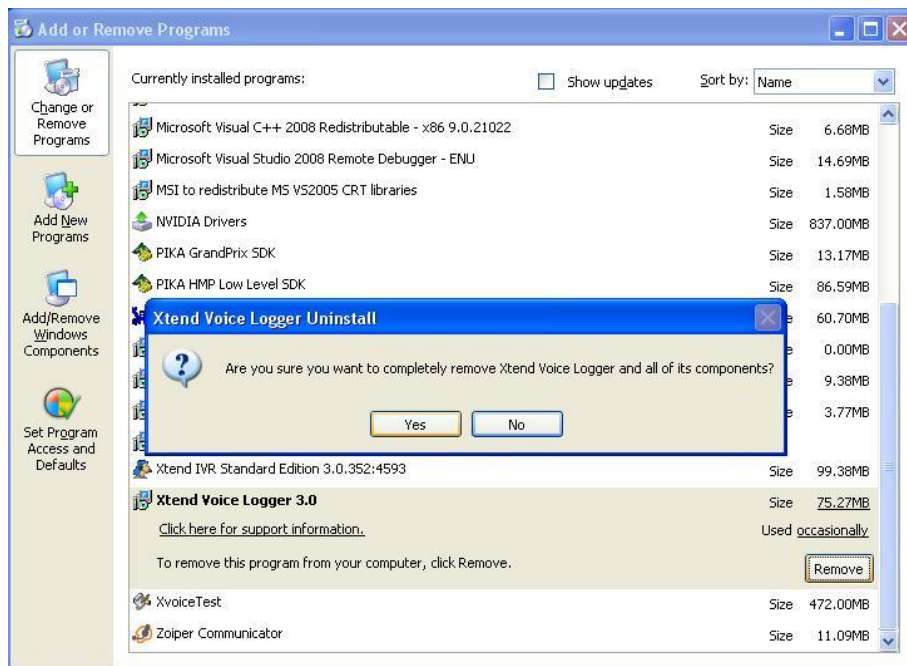 Add or Remove Programs
Change or
Remove
Programs
Add New
Programs
Add/Remove
Windows
Components
Set Program
Access and
Defaults
Currently installed programs:
Show updates
Sort by: Name
Microsoft Visual C++ 2008 Redistributable - x86 9.0.21022 Size 6.68MB
Microsoft Visual Studio 2008 Remote Debugger - ENU Size 14.69MB
MSI to redistribute MS VS2005 CRT libraries Size 1.58MB
NVIDIA Drivers Size 837.00MB
PIKA GrandPrix SDK Size 13.17MB
PIKA HMP Low Level SDK Size 86.59MB
60.70MB
0.00MB
9.38MB
3.77MB
Xtend Voice Logger Uninstall
Are you sure you want to completely remove Xtend Voice Logger and all of its components?
Yes No
Xtend IVR Standard Edition 3.0.352:4593 Size 99.38MB
Xtend Voice Logger 3.0 Size 75.27MB
Click here for support information. Used occasionally
To remove this program from your computer, click Remove. Remove
XvoiceTest Size 472.00MB
Zoiper Communicator Size 11.09MB